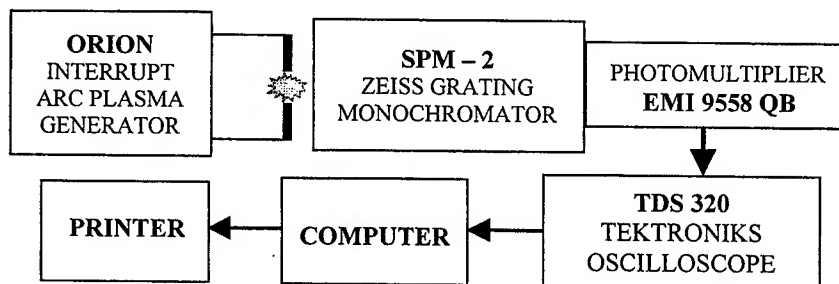 ORION
INTERRUPT
ARC PLASMA
GENERATOR
SPM – 2
ZEISS GRATING
MONOCHROMATOR
PHOTOMULTIPLIER
EMI 9558 QB
TDS 320
TEKTRONIKS
OSCILLOSCOPE
COMPUTER
PRINTER